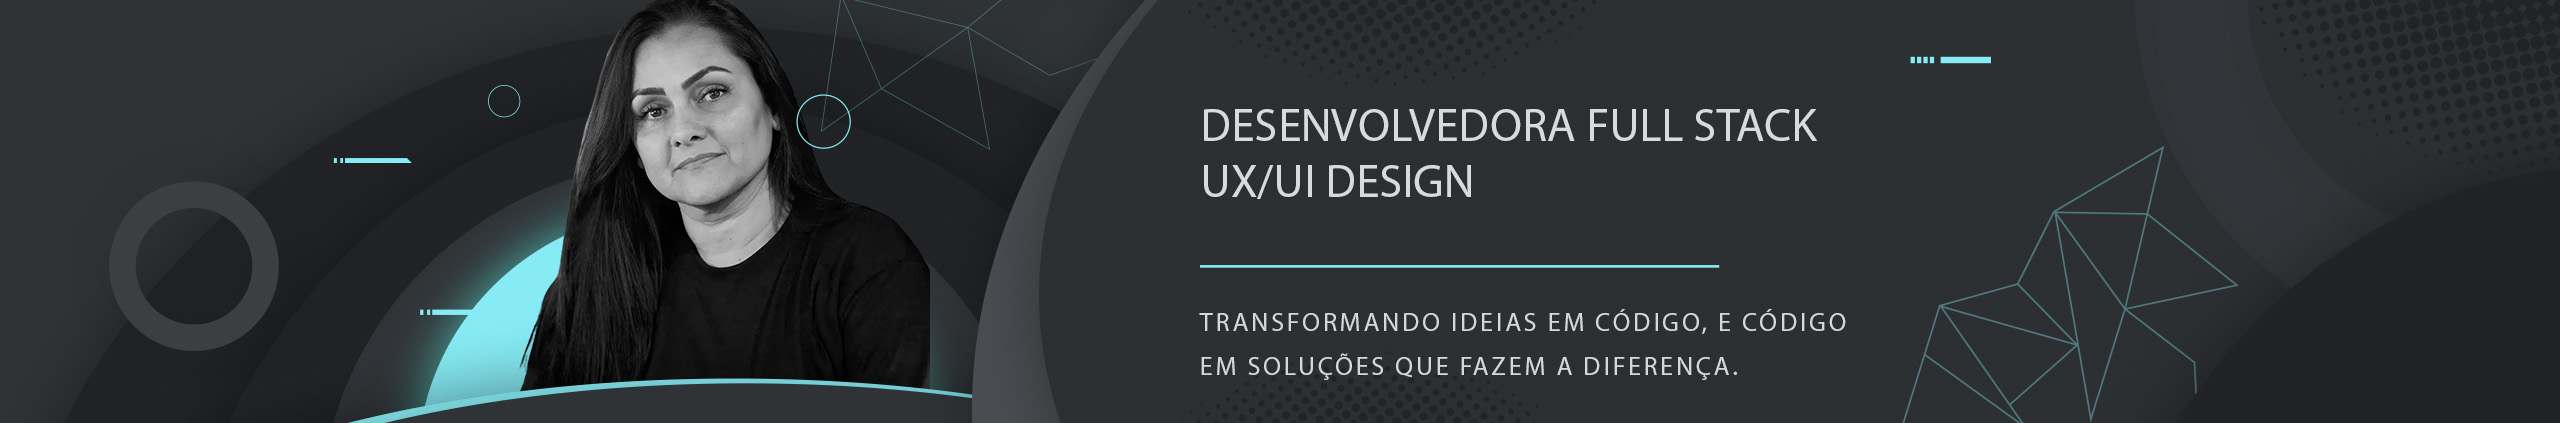 DESENVOLVEDORA FULL STACK
UX/UI DESIGN
TRANSFORMANDO IDEIAS EM CÓDIGO, E CÓDIGO
EM SOLUÇÕES QUE FAZEM A DIFERENÇA.